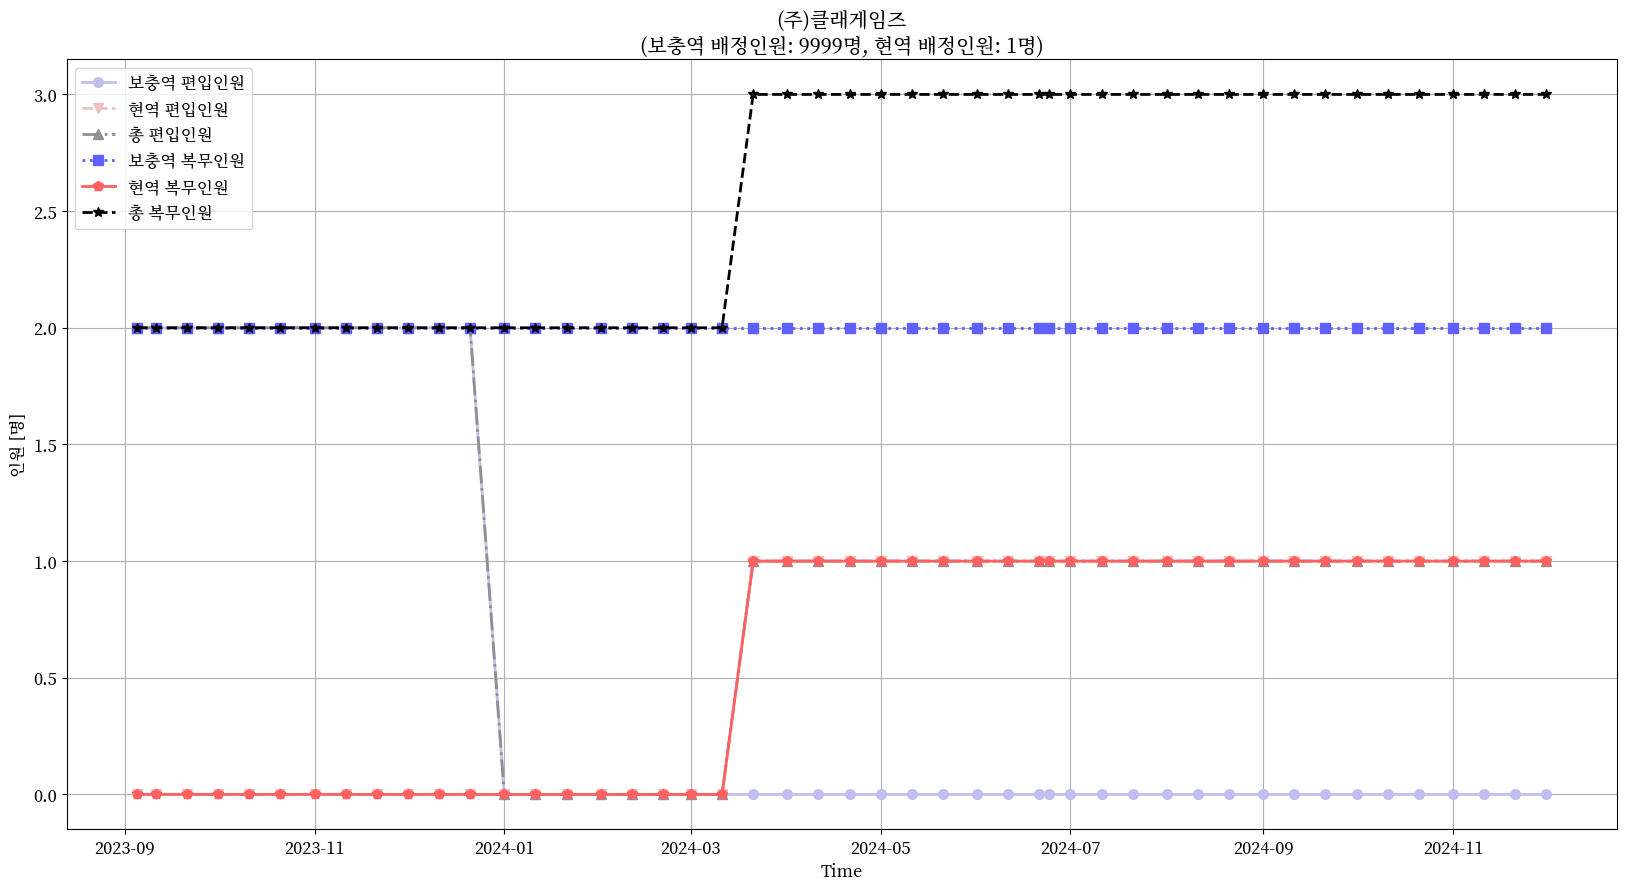 (주)클래게임즈
(보충역 배정인원: 9999명, 현역 배정인원: 1명)
보충역 편입인원
현역 편입인원
총 편입인원
보충역 복무인원
현역 복무인원
총 복무인원
인원 [명]
3.0
2.5
2.0
1.5
1.0
0.5
0.0
2023-09
2023-11
2024-01
2024-03
2024-05
2024-07
2024-09
2024-11
Time